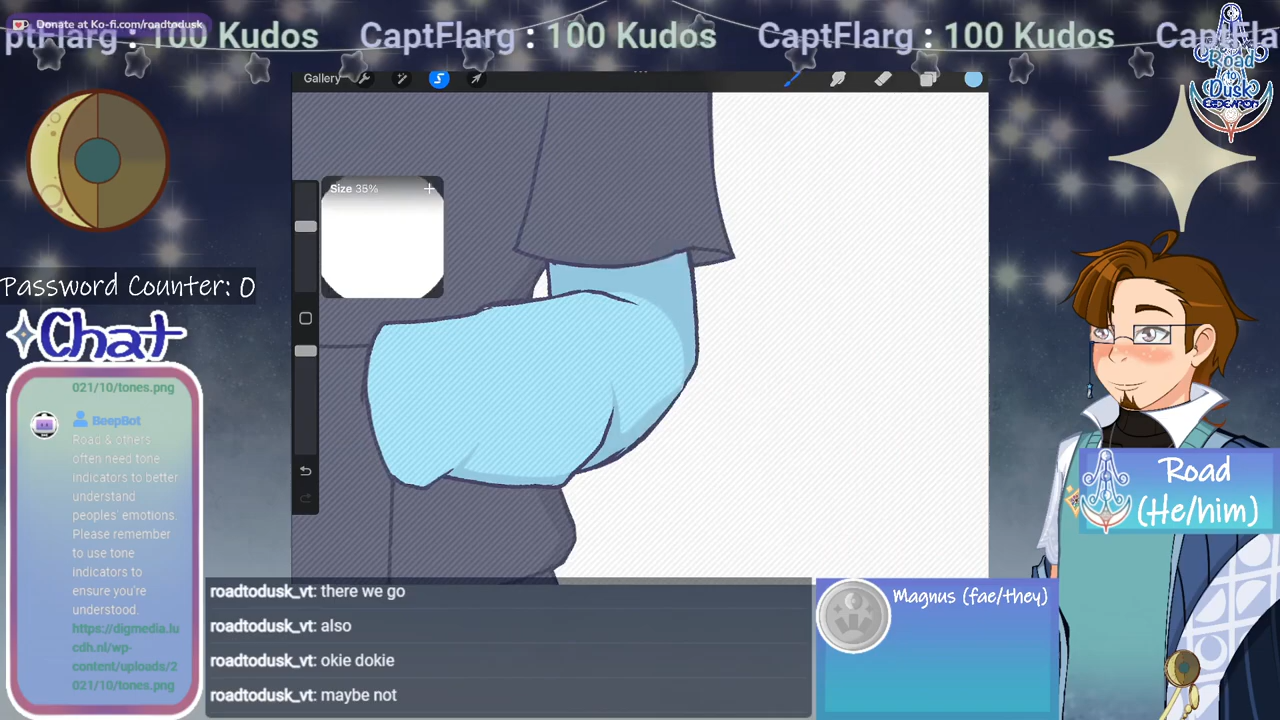 Donate at Ko-fi.com/roadtodusk
ptFlarg : 100 Kudos CaptFlarg : 100 Kudos CaptFlarg : 100 Kudos CaptFla
Road
to
Dusk
Gallery
Size 35%
Password Counter: 0
Chat
021/10/tones.png
BeepBot
Road & others
often need tone
indicators to better
understand
peoples' emotions.
Please remember
to use tone
indicators to
ensure you're
understood.
https://digmedia.lu
cdh.nl/wp-
content/uploads/2
021/10/tones.png
Road
(He/him)
roadtodusk_vt: there we go
roadtodusk_vt: also
roadtodusk_vt: okie dokie
roadtodusk_vt: maybe not
Magnus (fae/they)